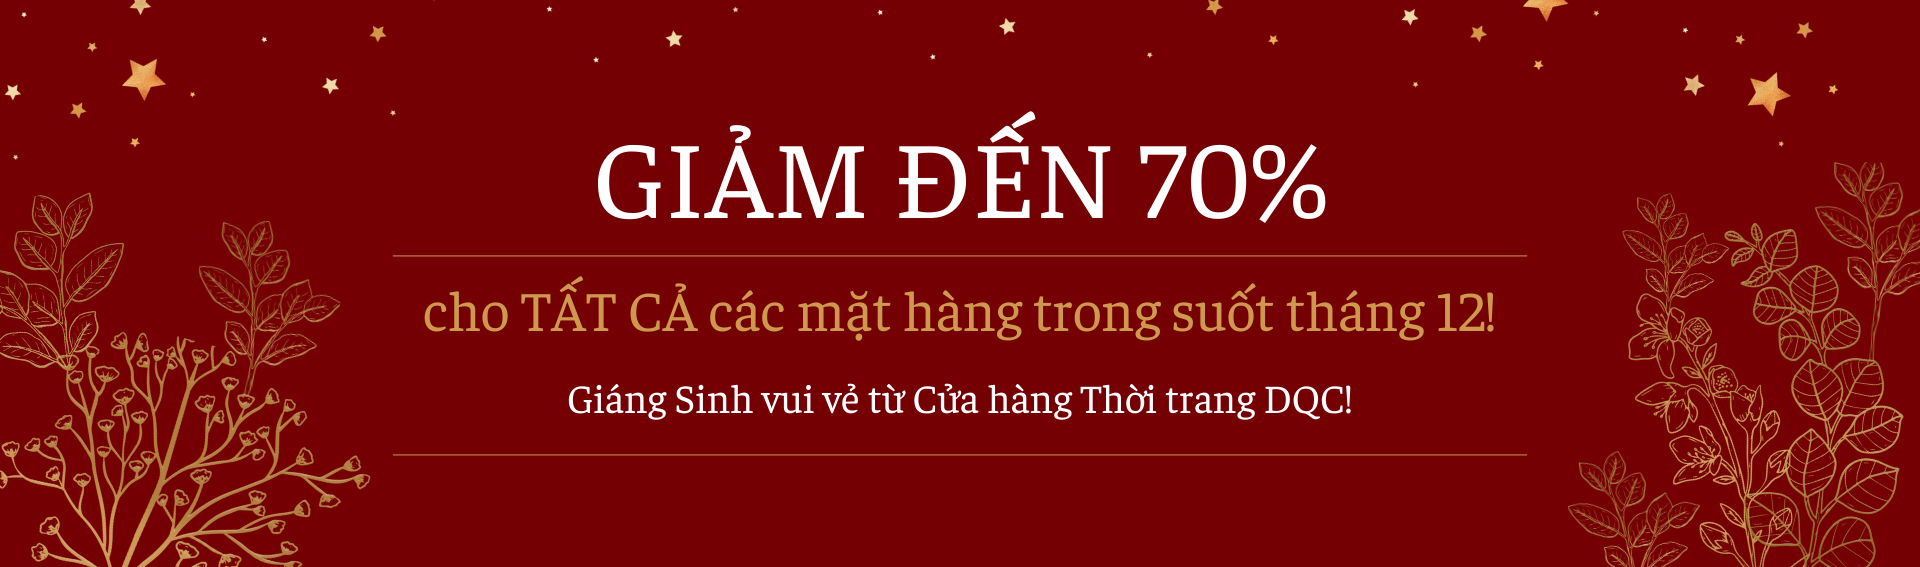 GIẢM ĐẾN 70%
cho TẤT CẢ các mặt hàng trong suốt tháng 12!
Giáng Sinh vui vẻ từ Cửa hàng Thời trang DQC!